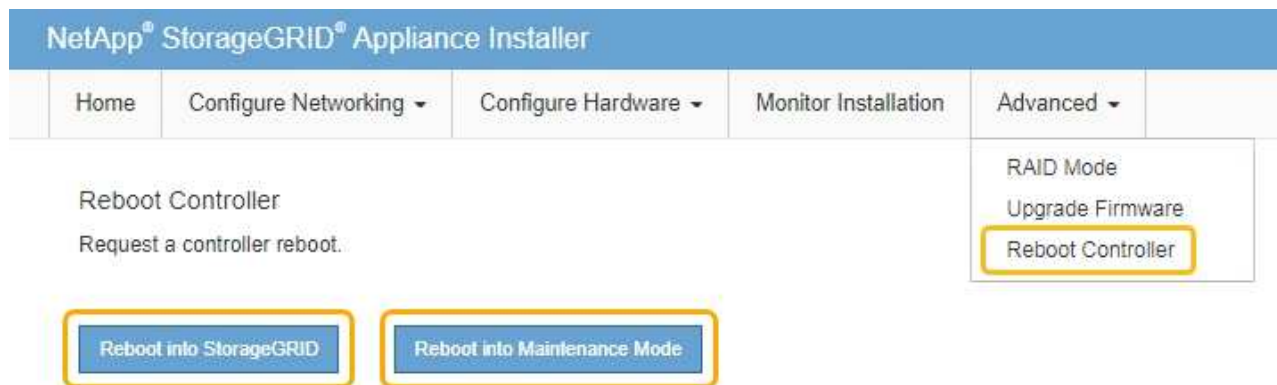 NetApp® StorageGRID® Appliance Installer
Home Configure Networking Configure Hardware Monitor Installation Advanced
RAID Mode
Upgrade Firmware
Reboot Controller
Reboot Controller
Request a controller reboot.
Reboot into StorageGRID Reboot into Maintenance Mode